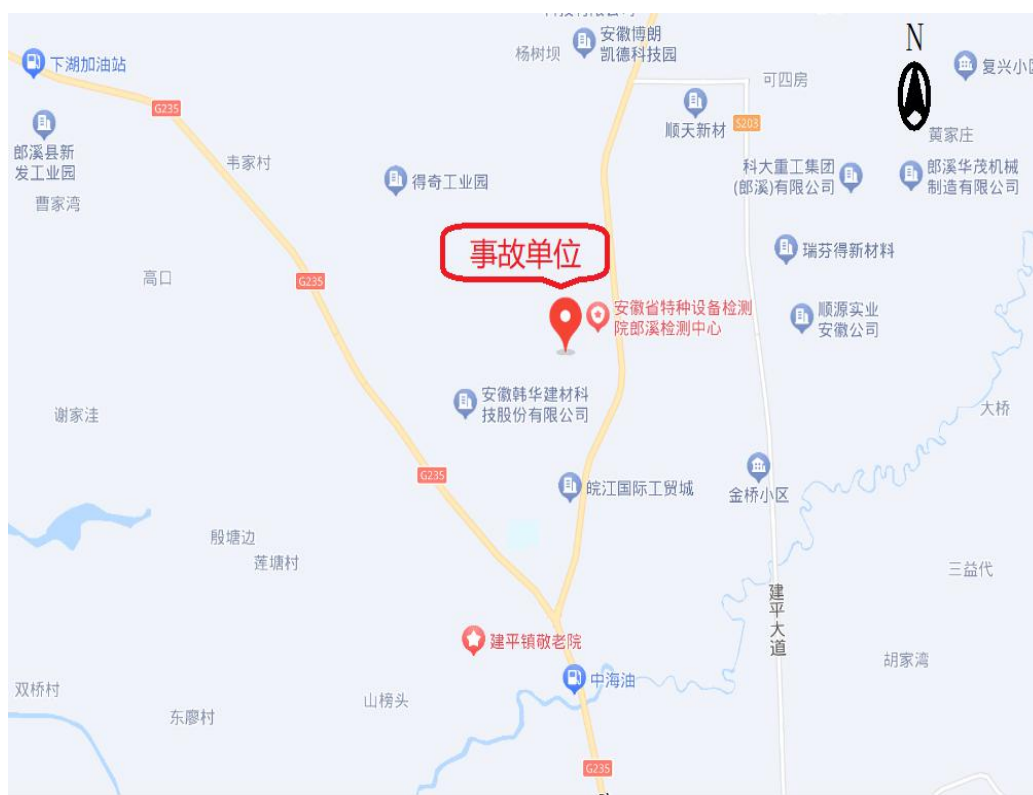 安徽博朗
凯德科技园
杨树坝
N
复兴小区
下湖加油站
可四房
G235
顺天新材
S203
黄家庄
郎溪县新
发工业园
韦家村
得奇工业园
科大重工集团
(郎溪)有限公司
郎溪华茂机械
制造有限公司
曹家湾
事故单位
瑞芬得新材料
高口
G235
安徽省特种设备检测
院郎溪检测中心
顺源实业
安徽公司
安徽韩华建材科
技股份有限公司
谢家洼
大桥
G235
皖江国际工贸城
金桥小区
殷塘边
莲塘村
三益代
建平大道
建平镇敬老院
胡家湾
中海油
双桥村
山榜头
东廖村
G235